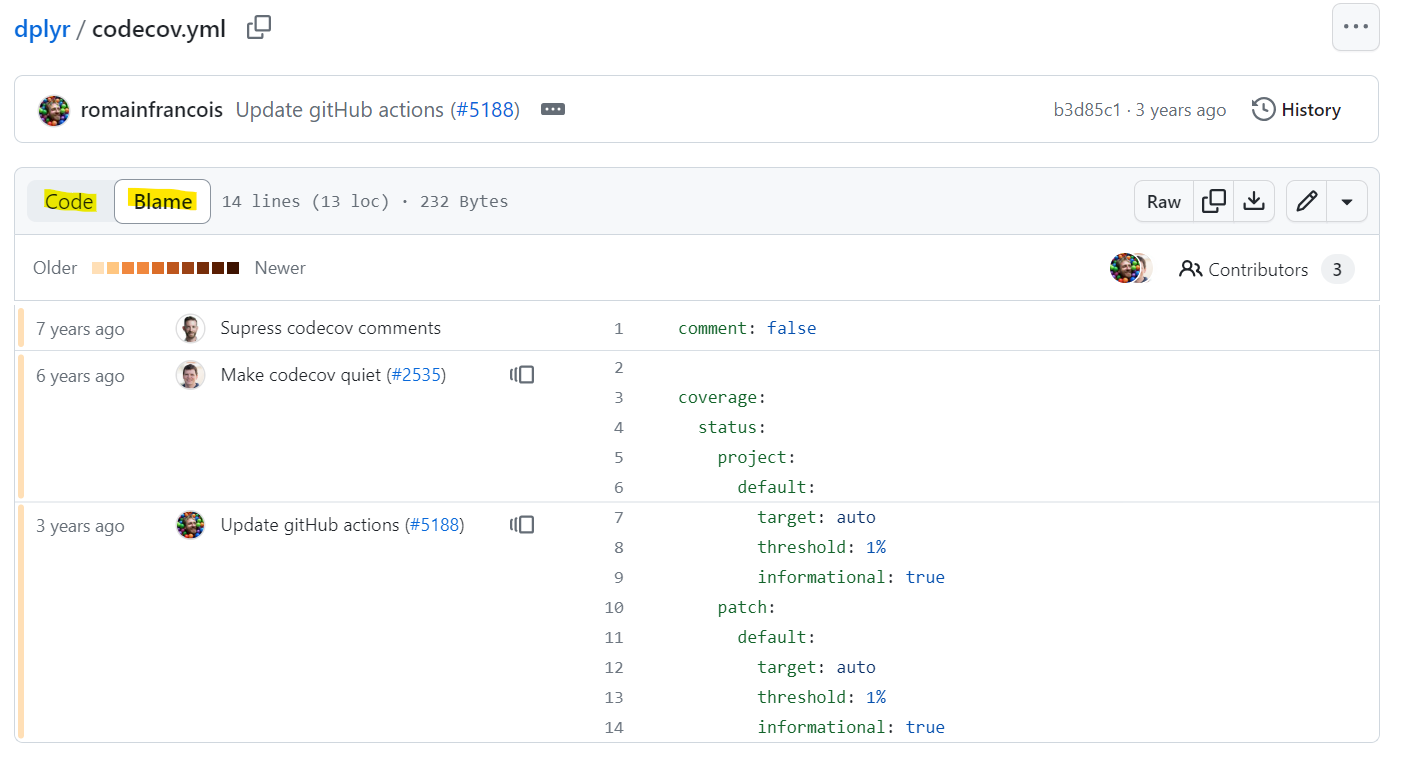 dplyr / codecov.yml
romainfrancois Update gitHub actions (#5188) b3d85c1 · 3 years ago History
Code Blame 14 lines (13 loc) · 232 Bytes Raw
Older Newer Contributors 3
7 years ago Supress codecov comments 1 comment: false
6 years ago Make codecov quiet (#2535) 2
3 coverage:
4 status:
5 project:
6 default:
3 years ago Update gitHub actions (#5188) 7 target: auto
8 threshold: 1%
9 informational: true
10 patch:
11 default:
12 target: auto
13 threshold: 1%
14 informational: true